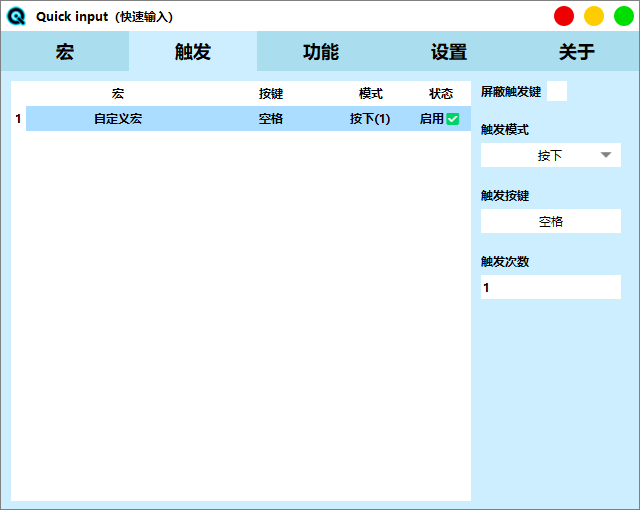 Quick input (快速输入)
宏 触发 功能 设置 关于
宏 按键 模式 状态
1 自定义宏 空格 按下(1) 启用
屏蔽触发键
触发模式
按下
触发按键
空格
触发次数
1